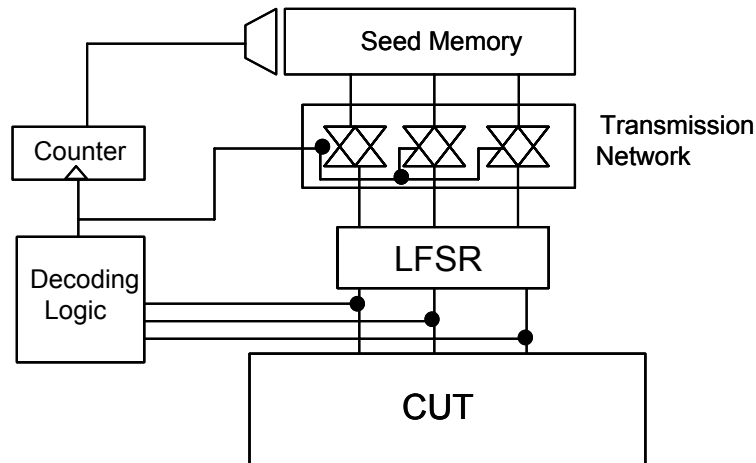 Seed Memory
Transmission
Network
Counter
LFSR
Decoding
Logic
CUT